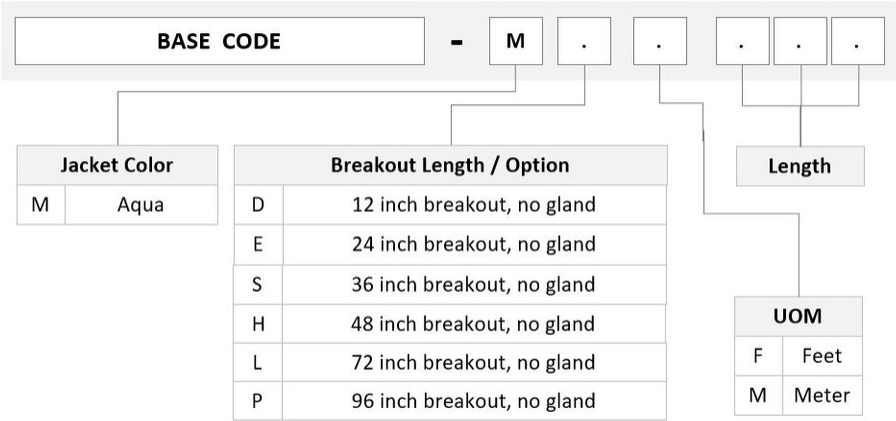 BASE CODE - M . . . . .
Jacket Color
M Aqua
Breakout Length / Option
D 12 inch breakout, no gland
E 24 inch breakout, no gland
S 36 inch breakout, no gland
H 48 inch breakout, no gland
L 72 inch breakout, no gland
P 96 inch breakout, no gland
Length
UOM
F Feet
M Meter